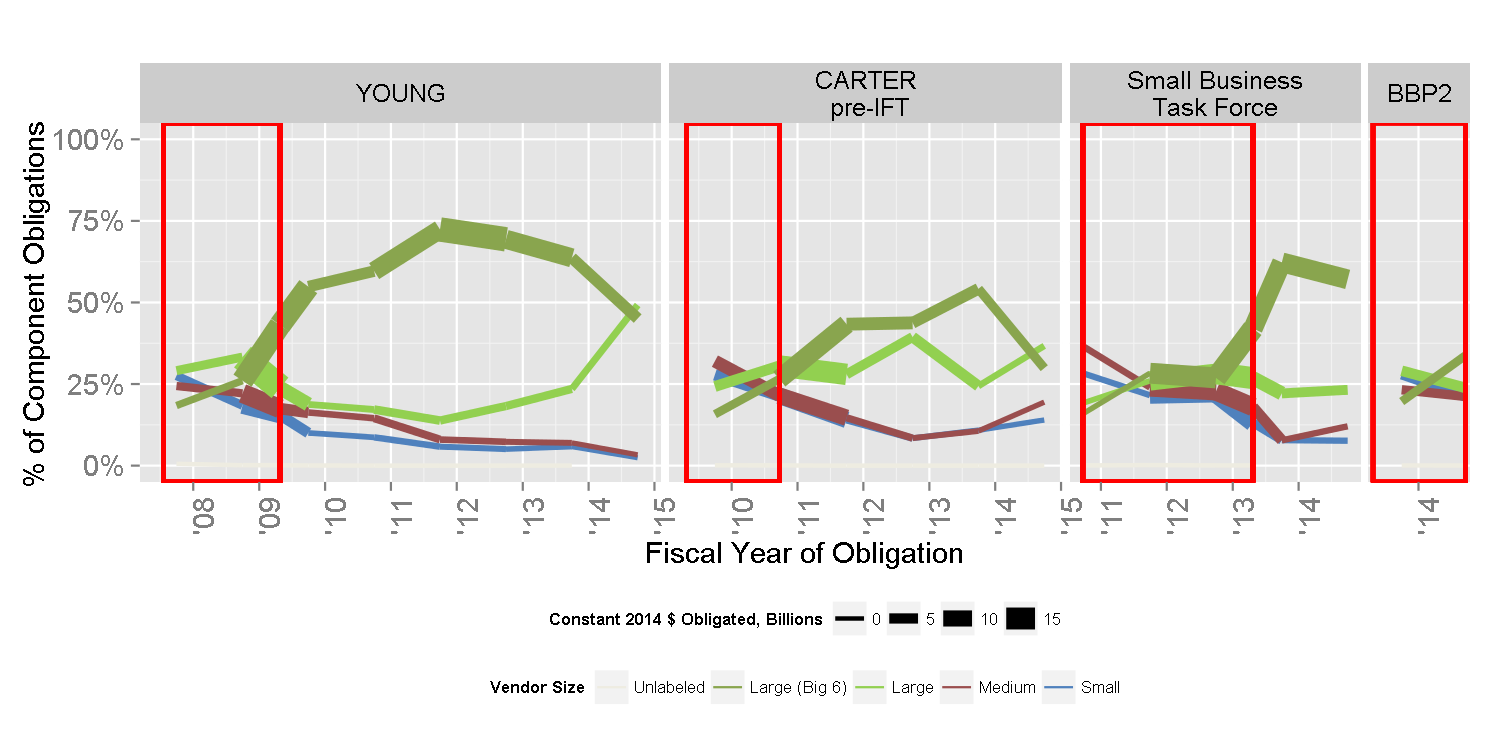 YOUNG
CARTER
pre-IFT
Small Business
Task Force
BBP2
% of Component Obligations
100%
75%
50%
25%
0%
'08
'09
'10
'11
'12
'13
'14
'15
'10
'11
'12
'13
'14
'15
'11
'12
'13
'14
'14
Fiscal Year of Obligation
Constant 2014 $ Obligated, Billions 0 5 10 15
Vendor Size Unlabeled Large (Big 6) Large Medium Small